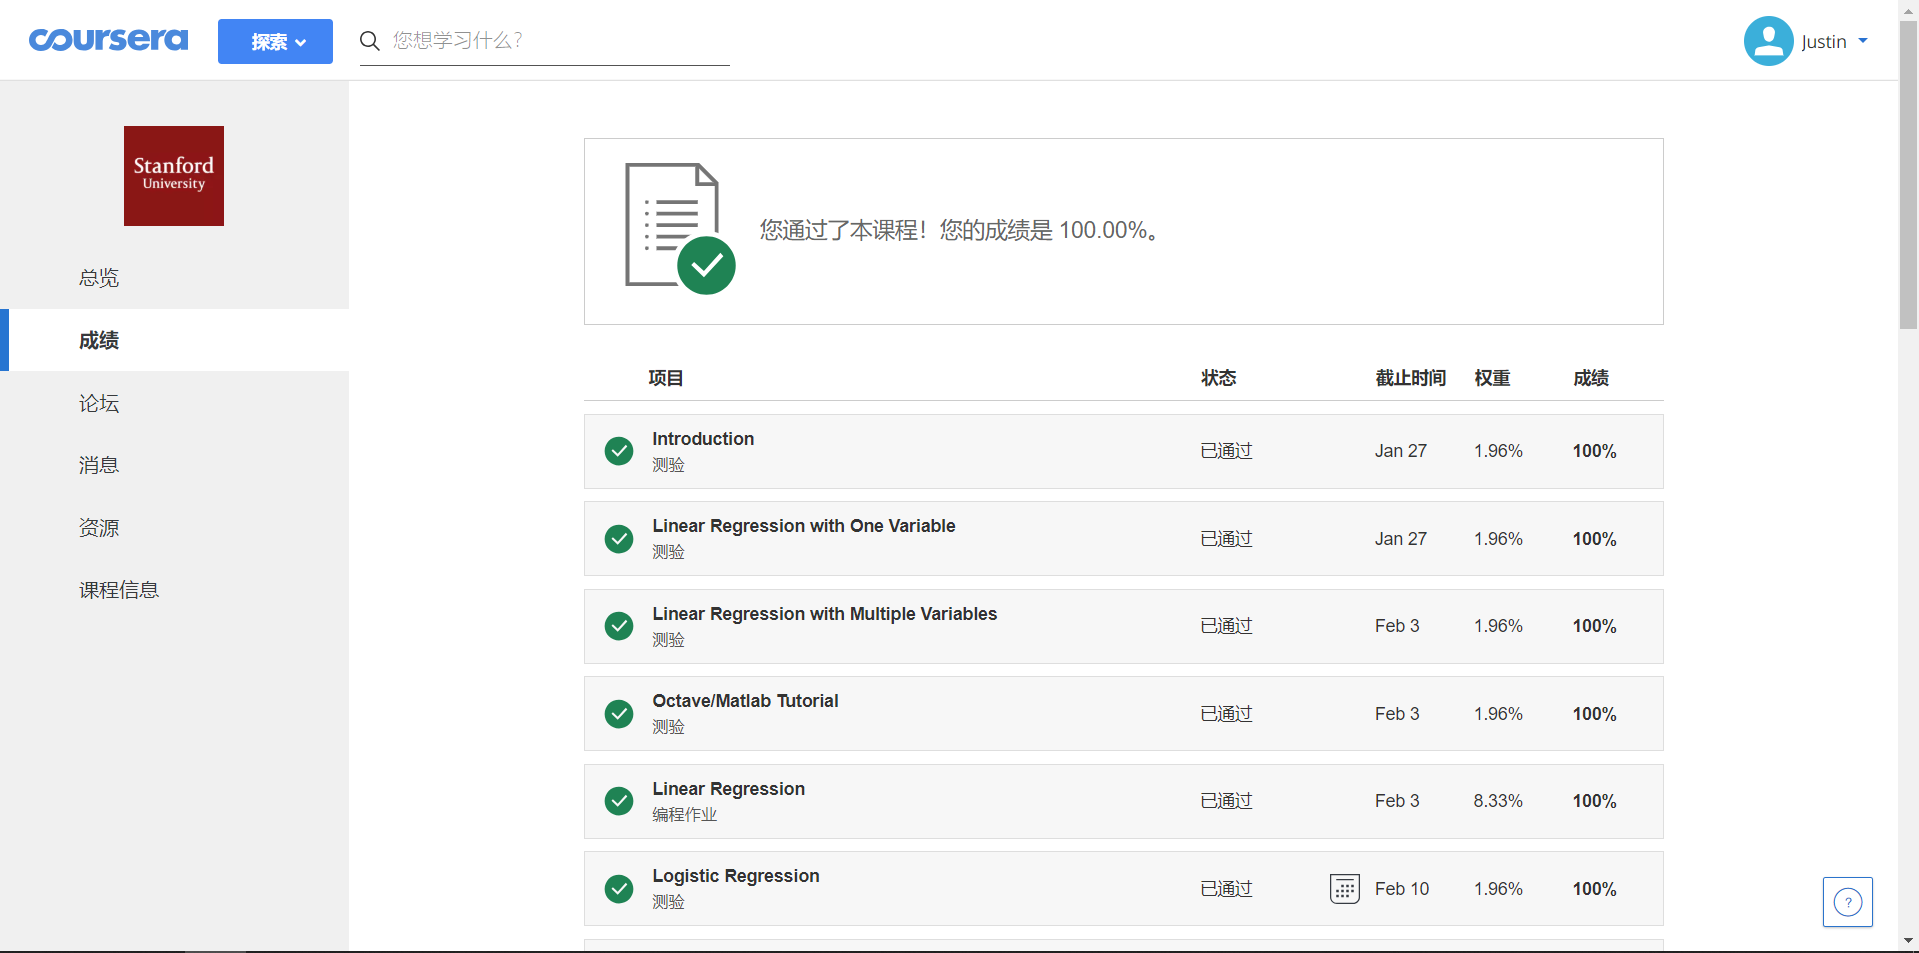 coursera
探索
您想学习什么？
Justin
Stanford
University
总览
成绩
论坛
消息
资源
课程信息
您通过了本课程！您的成绩是 100.00%。
项目 状态 截止时间 权重 成绩
Introduction
测验
已通过 Jan 27 1.96% 100%
Linear Regression with One Variable
测验
已通过 Jan 27 1.96% 100%
Linear Regression with Multiple Variables
测验
已通过 Feb 3 1.96% 100%
Octave/Matlab Tutorial
测验
已通过 Feb 3 1.96% 100%
Linear Regression
编程作业
已通过 Feb 3 8.33% 100%
Logistic Regression
测验
已通过 Feb 10 1.96% 100%
?